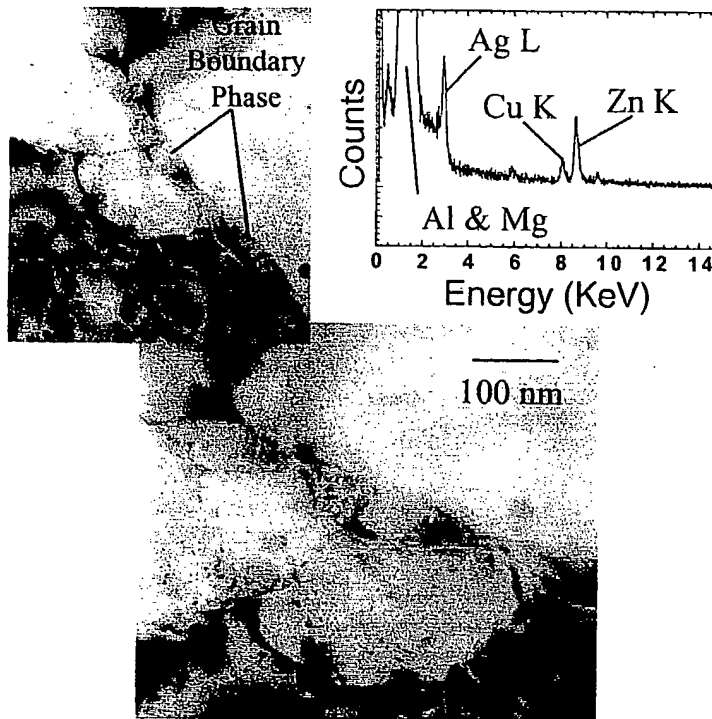 Grain
Boundary
Phase
Counts
Ag L
Cu K
Zn K
Al & Mg
0 2 4 6 8 10 12 14
Energy (KeV)
100 nm